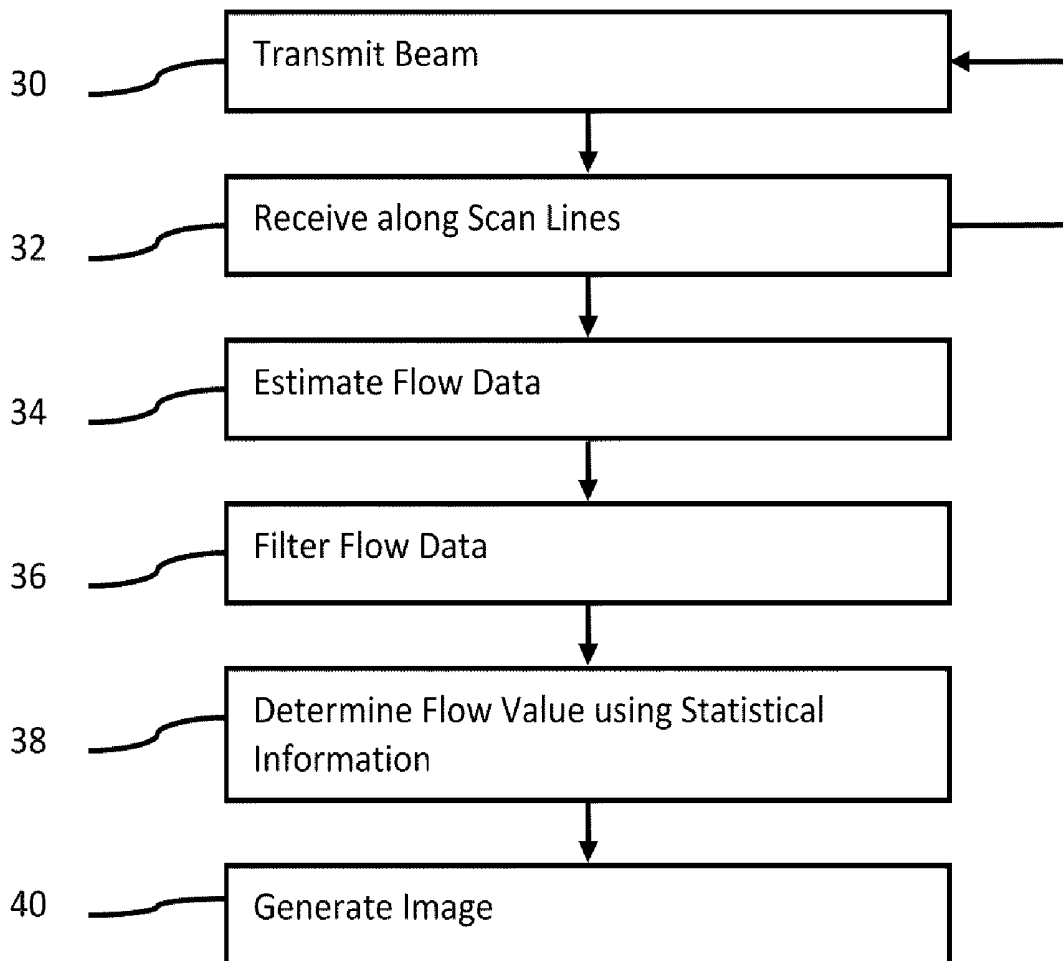 30
Transmit Beam
32
Receive along Scan Lines
34
Estimate Flow Data
36
Filter Flow Data
38
Determine Flow Value using Statistical
Information
40
Generate Image